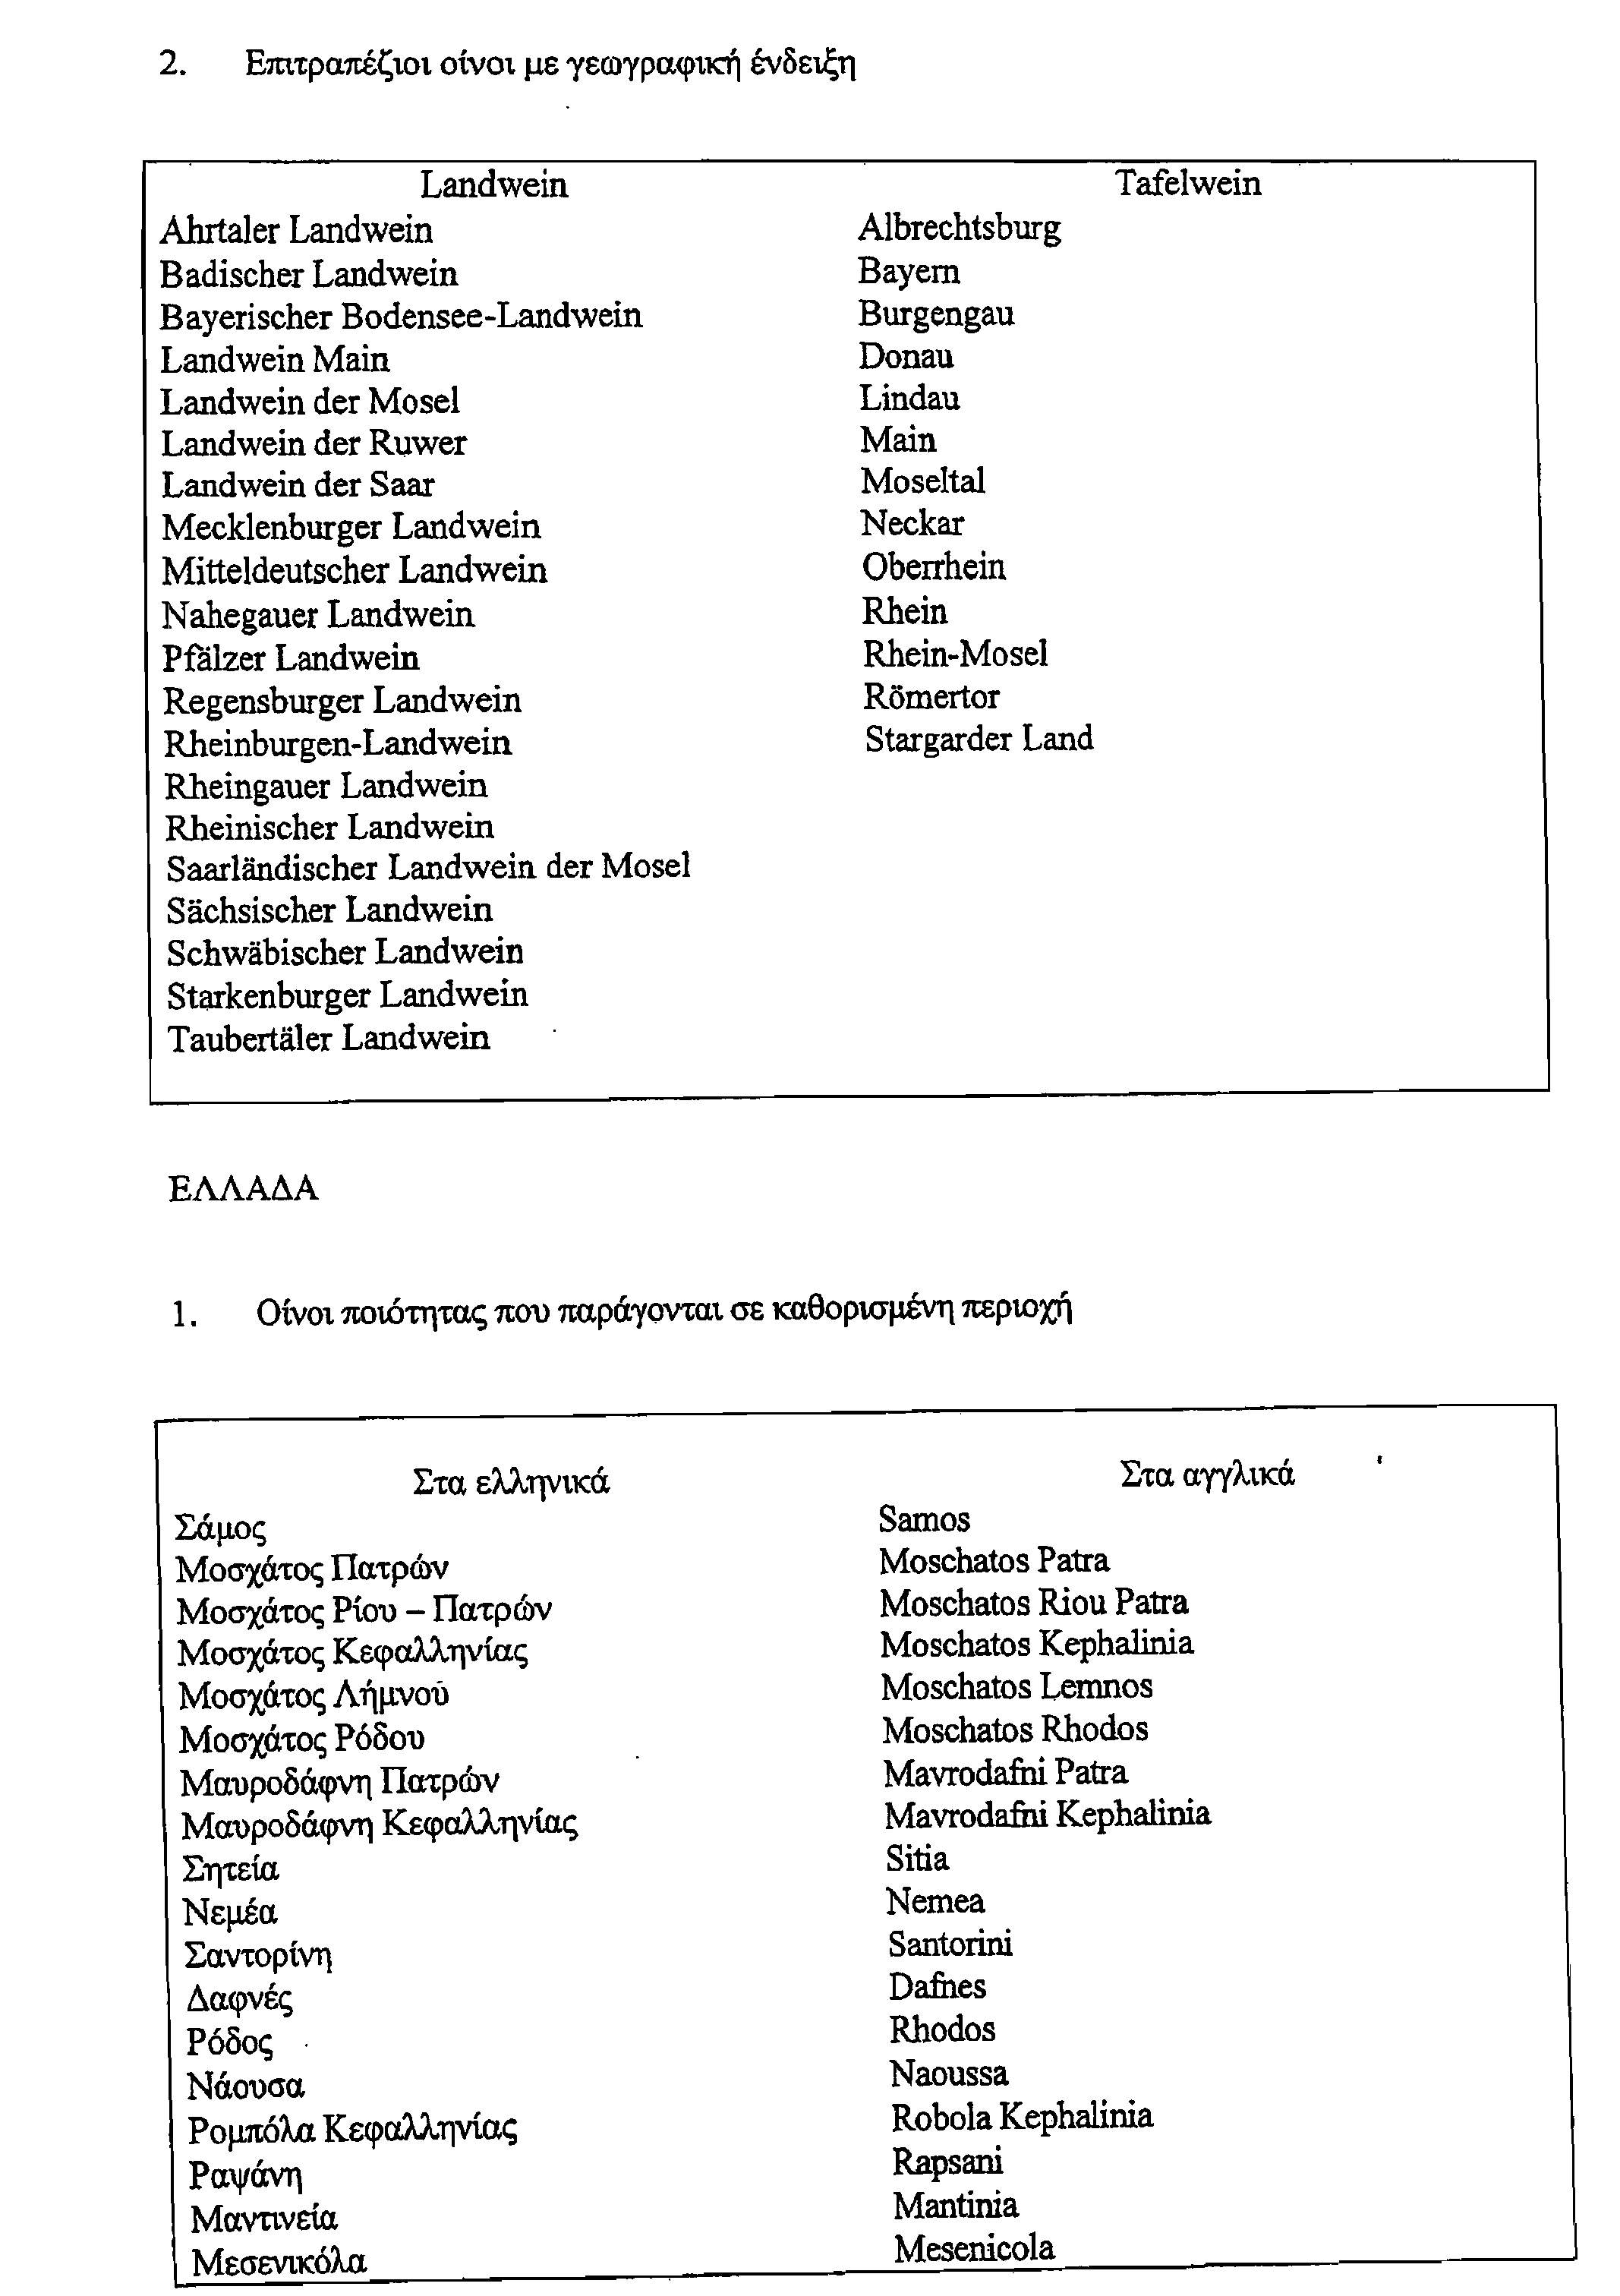 2. Επιτραπέζιοι οίνοι με γεωγραφική ένδειξη
Landwein Tafelwein
Ahrtaler Landwein Albrechtsburg
Badischer Landwein Bayern
Bayerischer Bodensee-Landwein Burgengau
Landwein Main Donau
Landwein der Mosel Lindau
Landwein der Ruwer Main
Landwein der Saar Moseltal
Mecklenburger Landwein Neckar
Mitteldeutscher Landwein Oberrhein
Nahegauer Landwein Rhein
Pfälzer Landwein Rhein-Mosel
Regensburger Landwein Römertor
Rheinburgen-Landwein Stargarder Land
Rheingauer Landwein
Rheinischer Landwein
Saarländischer Landwein der Mosel
Sächsischer Landwein
Schwäbischer Landwein
Starkenburger Landwein
Taubertäler Landwein
ΕΛΛΑΔΑ
1. Οίνοι ποιότητας που παράγονται σε καθορισμένη περιοχή
Στα ελληνικά Στα αγγλικά
Σάμος Samos
Μοσχάτος Πατρών Moschatos Patra
Μοσχάτος Ρίου – Πατρών Moschatos Riou Patra
Μοσχάτος Κεφαλληνίας Moschatos Kephalinia
Μοσχάτος Λήμνού Moschatos Lemnos
Μοσχάτος Ρόδου Moschatos Rhodos
Μαυροδάφνη Πατρών Mavrodafni Patra
Μαυροδάφνη Κεφαλληνίας Mavrodafni Kephalinia
Σητεία Sitia
Νεμέα Nemea
Σαντορίνη Santorini
Δαφνές Dafnes
Ρόδος Rhodos
Νάουσα Naoussa
Ρομπόλα Κεφαλληνίας Robola Kephalinia
Ραψάνη Rapsani
Μαντινεία Mantinia
Μεσενικόλα Mesenicola